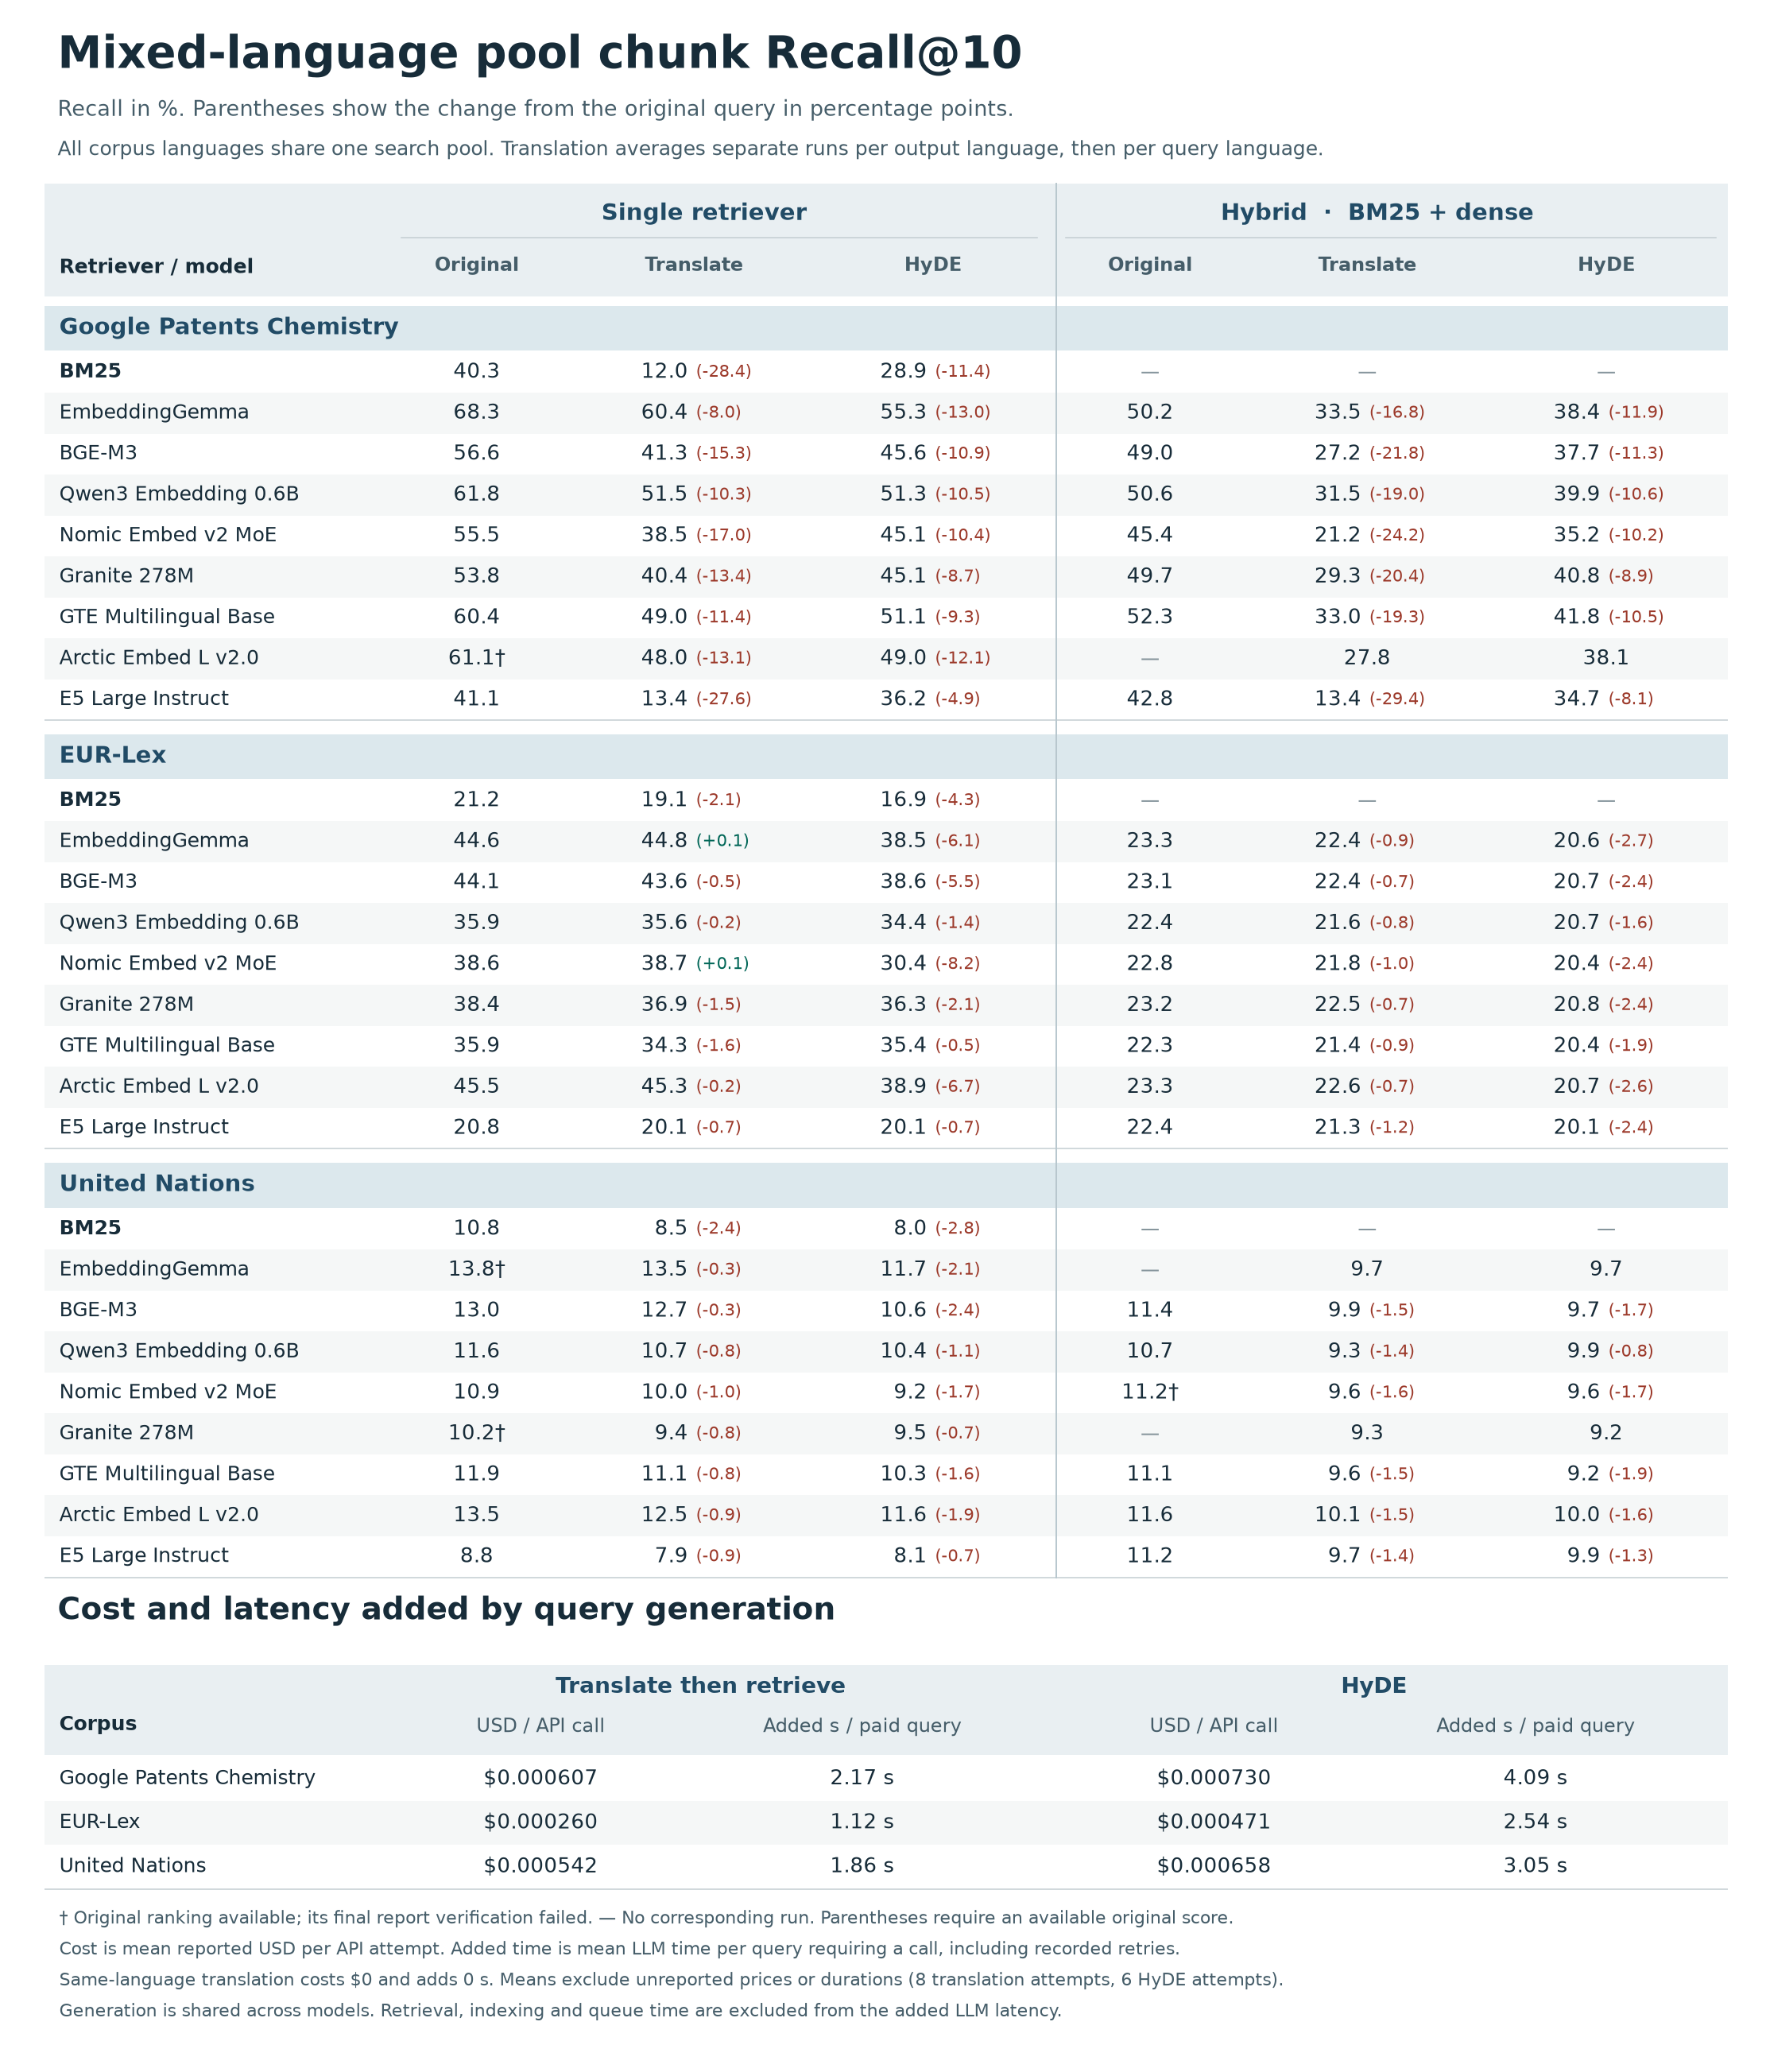 Mixed-language pool chunk Recall@10
Recall in %. Parentheses show the change from the original query in percentage points.
All corpus languages share one search pool. Translation averages separate runs per output language, then per query language.
Single retriever Hybrid · BM25 + dense
Retriever / model Original Translate HyDE Original Translate HyDE
Google Patents Chemistry
BM25 40.3 12.0 (-28.4) 28.9 (-11.4) — — —
EmbeddingGemma 68.3 60.4 (-8.0) 55.3 (-13.0) 50.2 33.5 (-16.8) 38.4 (-11.9)
BGE-M3 56.6 41.3 (-15.3) 45.6 (-10.9) 49.0 27.2 (-21.8) 37.7 (-11.3)
Qwen3 Embedding 0.6B 61.8 51.5 (-10.3) 51.3 (-10.5) 50.6 31.5 (-19.0) 39.9 (-10.6)
Nomic Embed v2 MoE 55.5 38.5 (-17.0) 45.1 (-10.4) 45.4 21.2 (-24.2) 35.2 (-10.2)
Granite 278M 53.8 40.4 (-13.4) 45.1 (-8.7) 49.7 29.3 (-20.4) 40.8 (-8.9)
GTE Multilingual Base 60.4 49.0 (-11.4) 51.1 (-9.3) 52.3 33.0 (-19.3) 41.8 (-10.5)
Arctic Embed L v2.0 61.1† 48.0 (-13.1) 49.0 (-12.1) — 27.8 38.1
E5 Large Instruct 41.1 13.4 (-27.6) 36.2 (-4.9) 42.8 13.4 (-29.4) 34.7 (-8.1)
EUR-Lex
BM25 21.2 19.1 (-2.1) 16.9 (-4.3) — — —
EmbeddingGemma 44.6 44.8 (+0.1) 38.5 (-6.1) 23.3 22.4 (-0.9) 20.6 (-2.7)
BGE-M3 44.1 43.6 (-0.5) 38.6 (-5.5) 23.1 22.4 (-0.7) 20.7 (-2.4)
Qwen3 Embedding 0.6B 35.9 35.6 (-0.2) 34.4 (-1.4) 22.4 21.6 (-0.8) 20.7 (-1.6)
Nomic Embed v2 MoE 38.6 38.7 (+0.1) 30.4 (-8.2) 22.8 21.8 (-1.0) 20.4 (-2.4)
Granite 278M 38.4 36.9 (-1.5) 36.3 (-2.1) 23.2 22.5 (-0.7) 20.8 (-2.4)
GTE Multilingual Base 35.9 34.3 (-1.6) 35.4 (-0.5) 22.3 21.4 (-0.9) 20.4 (-1.9)
Arctic Embed L v2.0 45.5 45.3 (-0.2) 38.9 (-6.7) 23.3 22.6 (-0.7) 20.7 (-2.6)
E5 Large Instruct 20.8 20.1 (-0.7) 20.1 (-0.7) 22.4 21.3 (-1.2) 20.1 (-2.4)
United Nations
BM25 10.8 8.5 (-2.4) 8.0 (-2.8) — — —
EmbeddingGemma 13.8† 13.5 (-0.3) 11.7 (-2.1) — 9.7 9.7
BGE-M3 13.0 12.7 (-0.3) 10.6 (-2.4) 11.4 9.9 (-1.5) 9.7 (-1.7)
Qwen3 Embedding 0.6B 11.6 10.7 (-0.8) 10.4 (-1.1) 10.7 9.3 (-1.4) 9.9 (-0.8)
Nomic Embed v2 MoE 10.9 10.0 (-1.0) 9.2 (-1.7) 11.2† 9.6 (-1.6) 9.6 (-1.7)
Granite 278M 10.2† 9.4 (-0.8) 9.5 (-0.7) — 9.3 9.2
GTE Multilingual Base 11.9 11.1 (-0.8) 10.3 (-1.6) 11.1 9.6 (-1.5) 9.2 (-1.9)
Arctic Embed L v2.0 13.5 12.5 (-0.9) 11.6 (-1.9) 11.6 10.1 (-1.5) 10.0 (-1.6)
E5 Large Instruct 8.8 7.9 (-0.9) 8.1 (-0.7) 11.2 9.7 (-1.4) 9.9 (-1.3)
Cost and latency added by query generation
Translate then retrieve HyDE
Corpus USD / API call Added s / paid query USD / API call Added s / paid query
Google Patents Chemistry $0.000607 2.17 s $0.000730 4.09 s
EUR-Lex $0.000260 1.12 s $0.000471 2.54 s
United Nations $0.000542 1.86 s $0.000658 3.05 s
† Original ranking available; its final report verification failed. — No corresponding run. Parentheses require an available original score.
Cost is mean reported USD per API attempt. Added time is mean LLM time per query requiring a call, including recorded retries.
Same-language translation costs $0 and adds 0 s. Means exclude unreported prices or durations (8 translation attempts, 6 HyDE attempts).
Generation is shared across models. Retrieval, indexing and queue time are excluded from the added LLM latency.